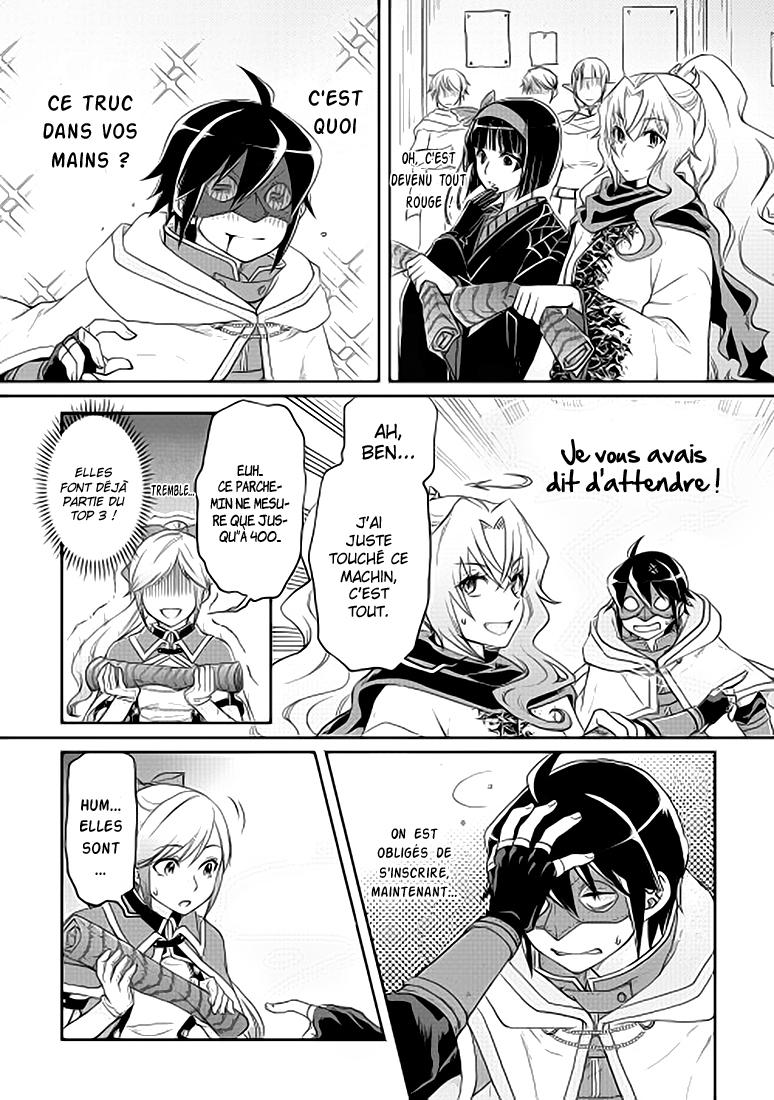 C'EST
QUOI
CE TRUC
DANS VOS
MAINS ?
OH, C'EST
DEVENU TOUT
ROUGE !
Je vous avais
dit d'attendre !
AH,
BEN...
J'AI
JUSTE
TOUCHÉ CE
MACHIN,
C'EST
TOUT.
EUH...
CE PARCHE-
MIN NE MESU-
RE QUE JUS-
QU'À 400...
TREMBLE...
ELLES
FONT DÉJÀ
PARTIE DU
TOP 3 !
HUM...
ELLES
SONT
...
ON EST
OBLIGÉS DE
S'INSCRIRE,
MAINTENANT...